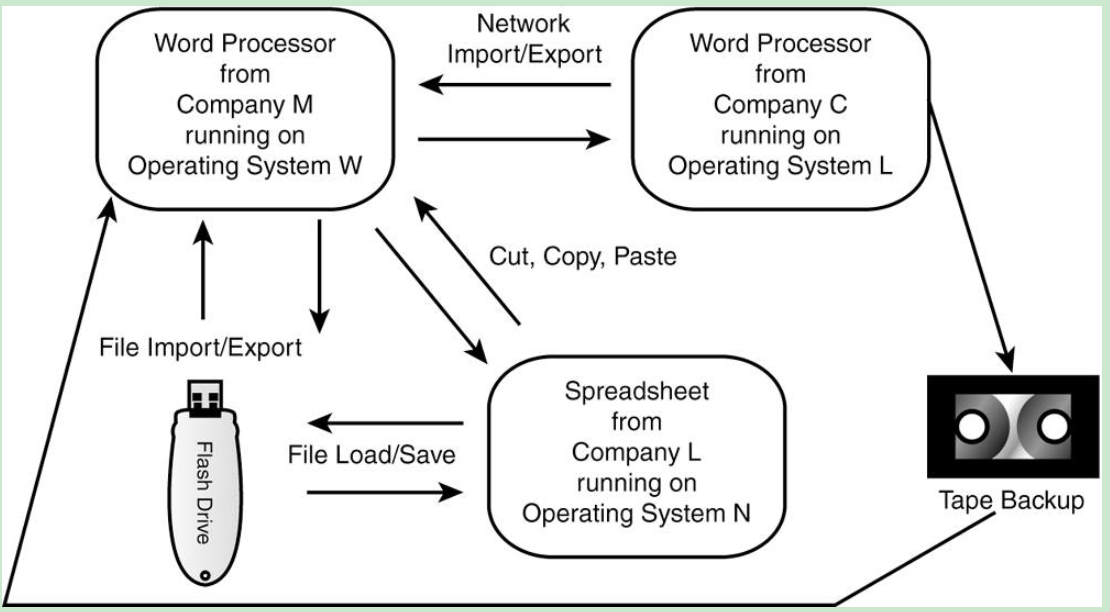 Word Processor
from
Company M
running on
Operating System W
Network
Import/Export
Word Processor
from
Company C
running on
Operating System L
Cut, Copy, Paste
File Import/Export
Flash Drive
File Load/Save
Spreadsheet
from
Company L
running on
Operating System N
Tape Backup